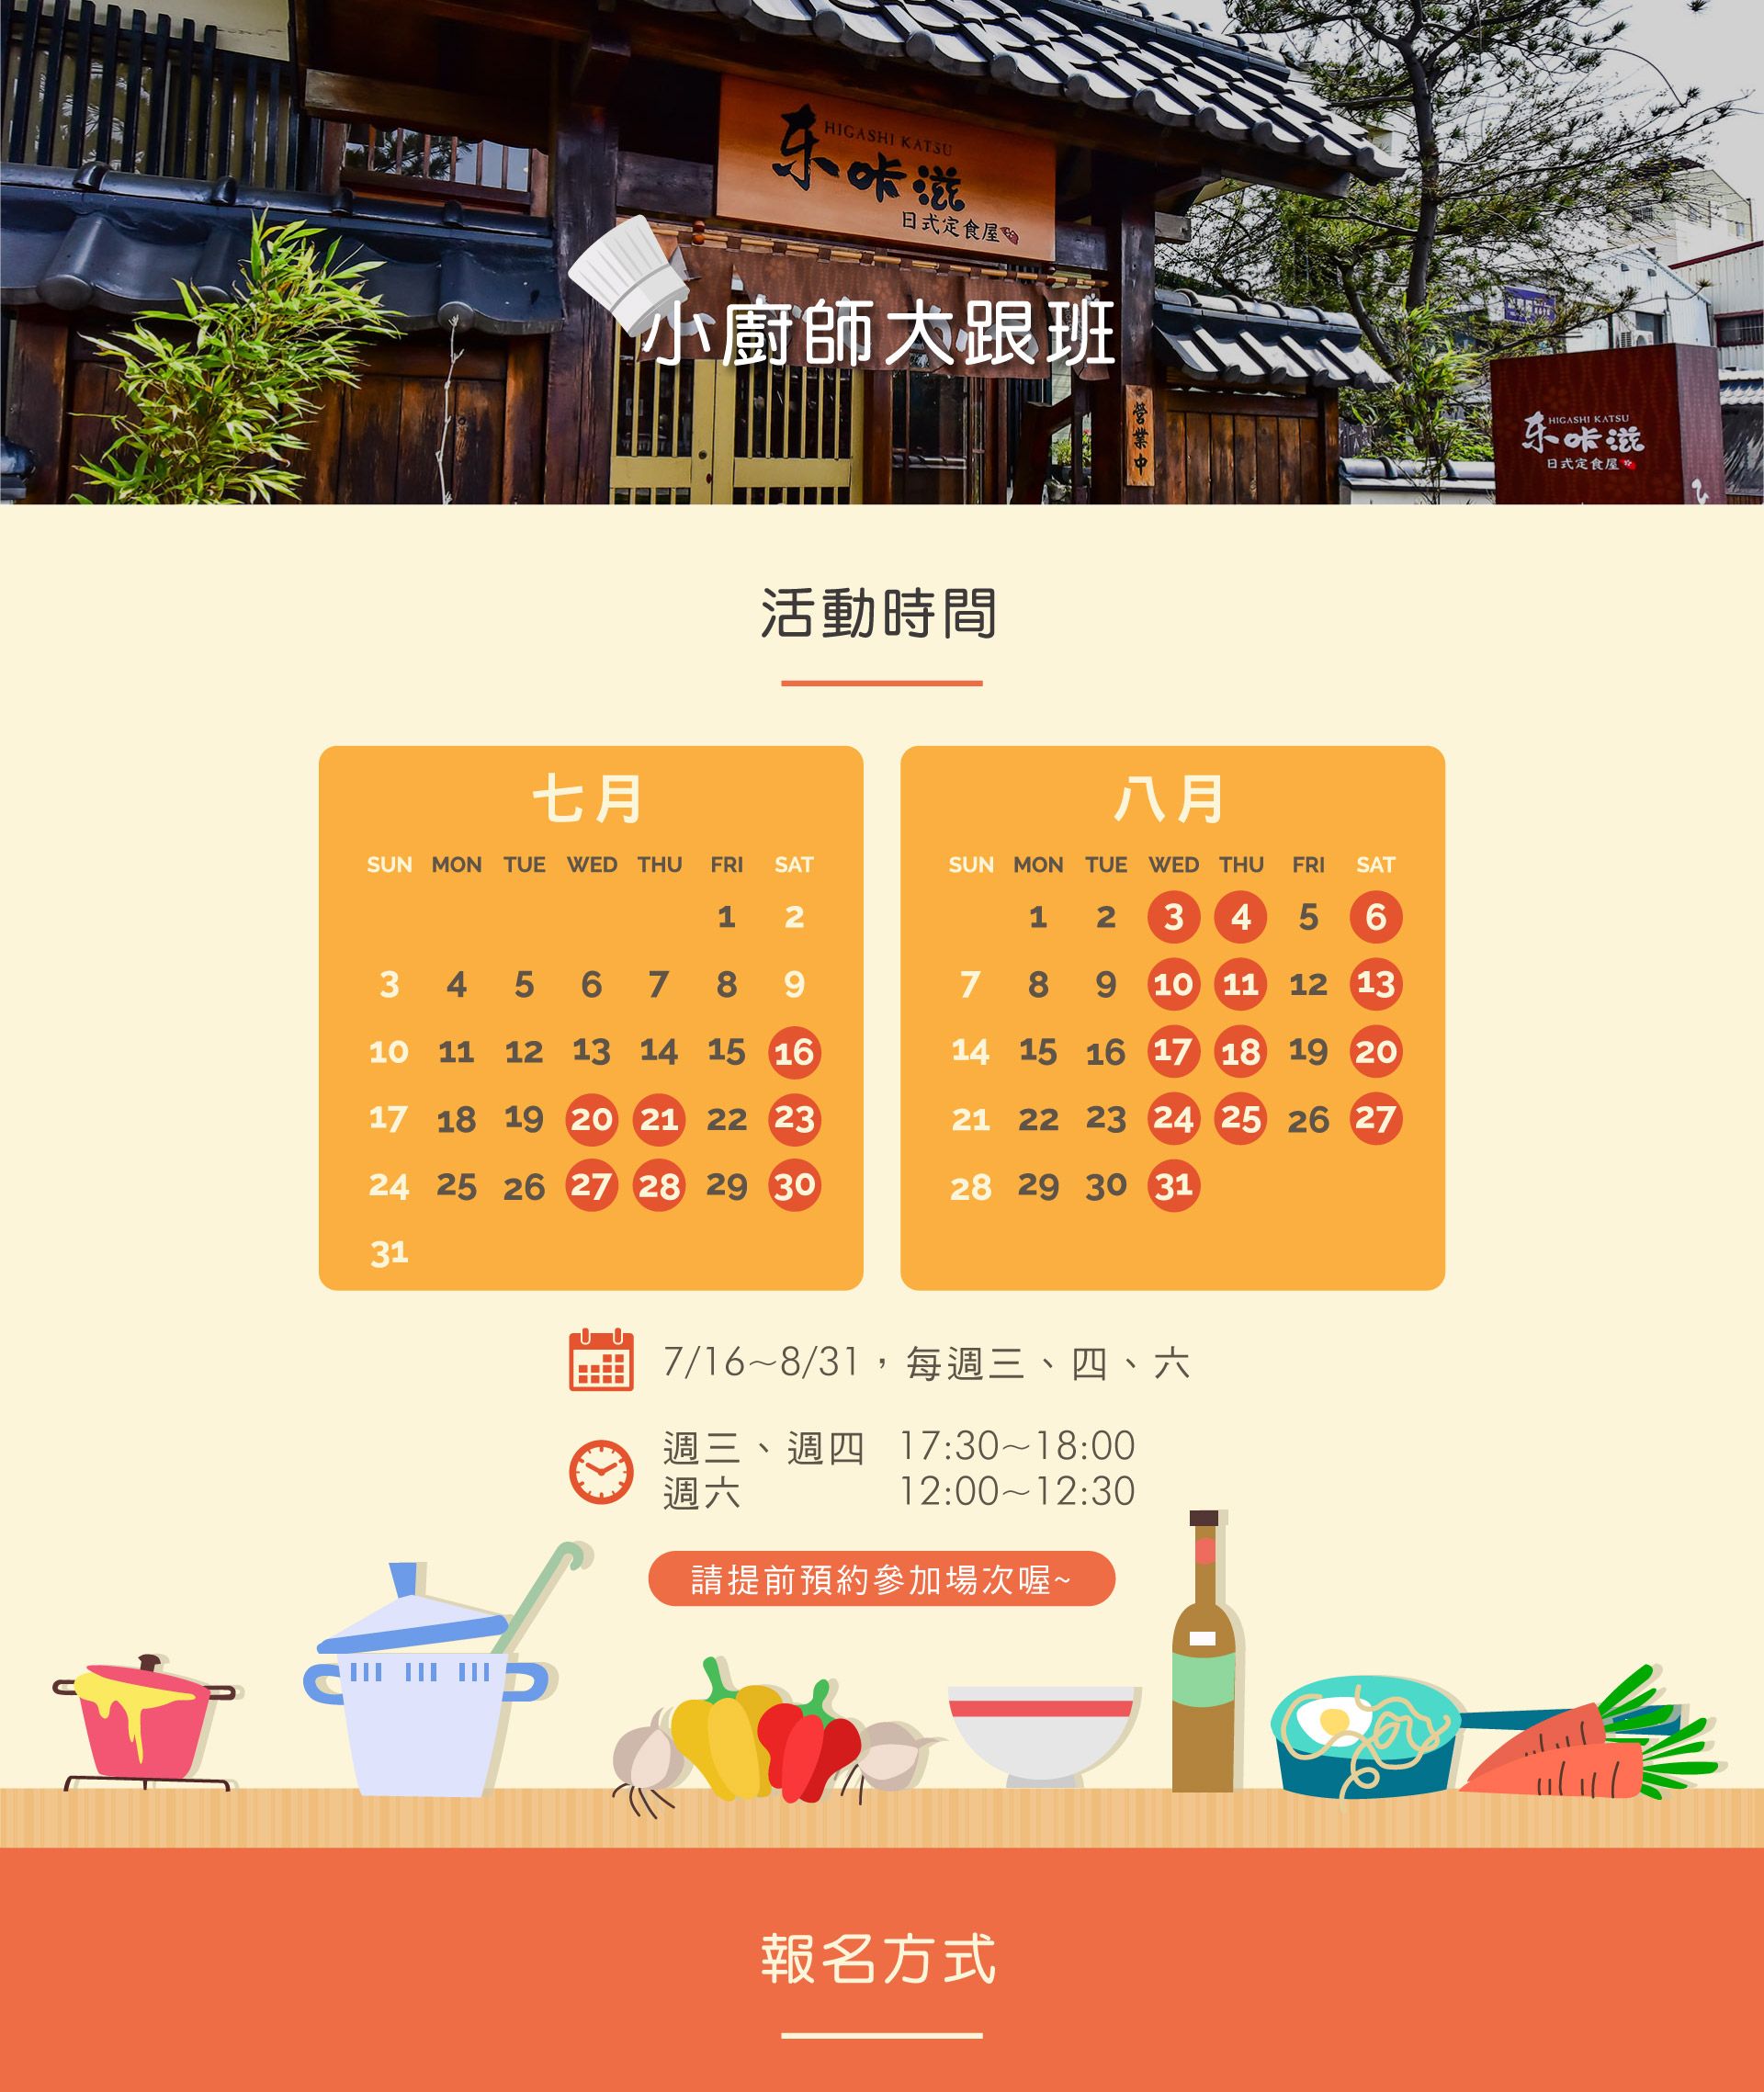 HIGASHI KATSU
东咔滋
日式定食屋
小廚師大跟班
營業中
HIGASHI KATSU
东咔滋
日式定食屋
ひ
活動時間
七月
SUN MON TUE WED THU FRI SAT
1 2
3 4 5 6 7 8 9
10 11 12 13 14 15 16
17 18 19 20 21 22 23
24 25 26 27 28 29 30
31
八月
SUN MON TUE WED THU FRI SAT
1 2 3 4 5 6
7 8 9 10 11 12 13
14 15 16 17 18 19 20
21 22 23 24 25 26 27
28 29 30 31
7/16~8/31，每週三、四、六
週三、週四 17:30~18:00
週六 12:00~12:30
請提前預約參加場次喔~
報名方式